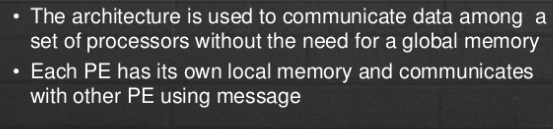 • The architecture is used to communicate data among a
set of processors without the need for a global memory
• Each PE has its own local memory and communicates
with other PE using message